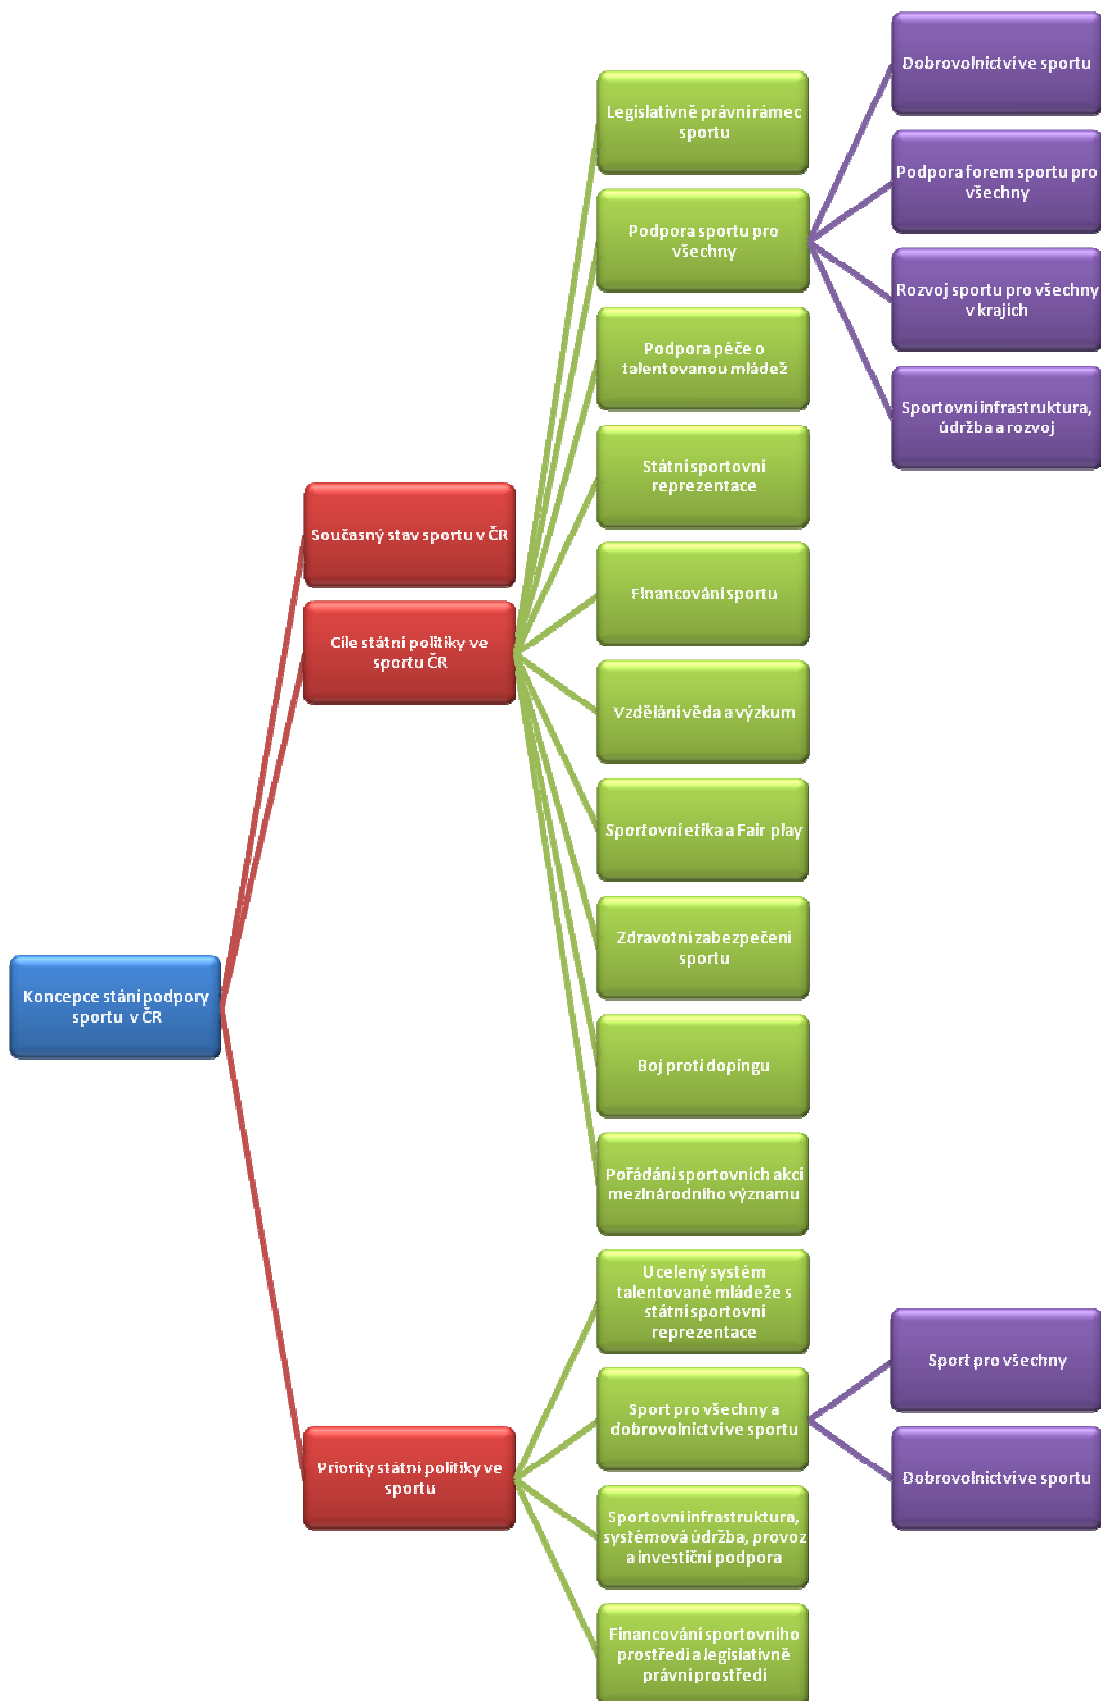 Koncepce stání podpory
sportu v ČR
Současný stav sportu v ČR
Cíle státní politiky ve
sportu ČR
Legislativně právní rámec
sportu
Podpora sportu pro
všechny
Dobrovolnictví ve sportu
Podpora forem sportu pro
všechny
Rozvoj sportu pro všechny
v krajích
Sportovní infrastruktura,
údržba a rozvoj
Podpora péče o
talentovanou mládež
Státní sportovní
reprezentace
Financování sportu
Vzdělání věda a výzkum
Sportovní etika a Fair play
Zdravotní zabezpečení
sportu
Boj proti dopingu
Pořádání sportovních akcí
mezinárodního významu
Priority státní politiky ve
sportu
Ucelený systém
talentované mládeže s
státní sportovní
reprezentace
Sport pro všechny a
dobrovolnictví ve sportu
Sport pro všechny
Dobrovolnictví ve sportu
Sportovní infrastruktura,
systémová údržba, provoz
a investiční podpora
Financování sportovního
prostředí a legislativně
právní prostředí